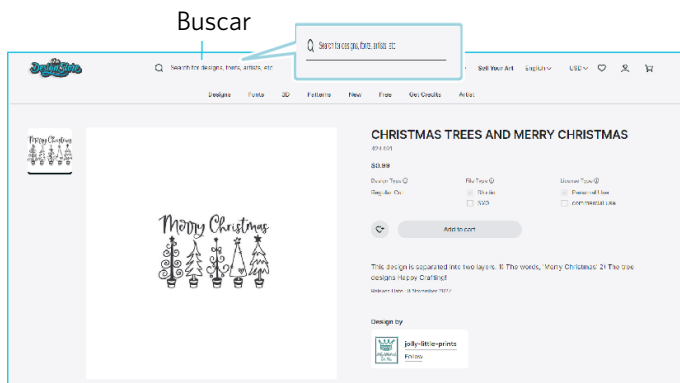 Buscar
Search for designs, fonts, artists, etc
Design Store
Search for designs, fonts, artists, etc
Sell Your Art English USD
Designs Fonts 3D Patterns New Free Get Credits Artist
Merry Christmas
Merry Christmas
CHRISTMAS TREES AND MERRY CHRISTMAS
$0.99
Design Type File Type License Type
Regular Cut Studio Personal Use
SVG commercial Use
Add to cart
This design is separated into two layers. 1) The words, 'Merry Christmas' 2) The tree
designs Happy Crafting!
Design by
jolly-little-prints
Follow